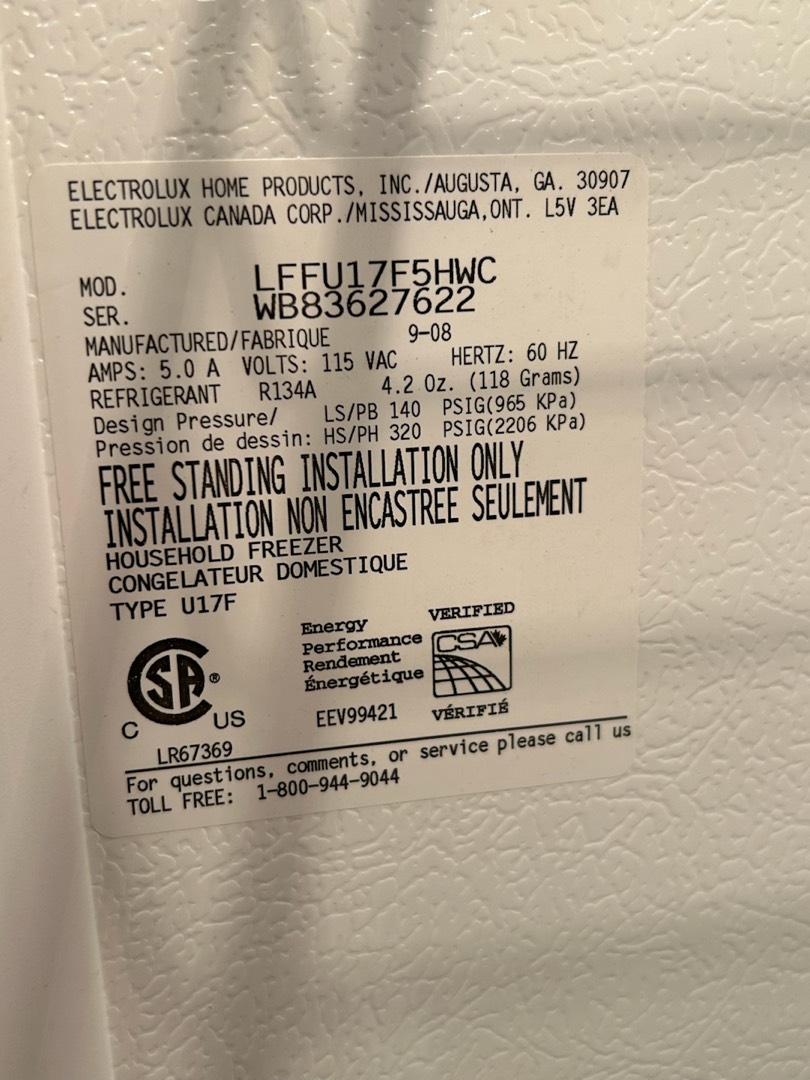 ELECTROLUX HOME PRODUCTS, INC./AUGUSTA, GA. 30907
ELECTROLUX CANADA CORP./MISSISSAUGA,ONT. L5V 3EA
MOD. LFFU17F5HWC
SER. WB83627622
MANUFACTURED/FABRIQUE 9-08
AMPS: 5.0 A VOLTS: 115 VAC HERTZ: 60 HZ
REFRIGERANT R134A 4.2 Oz. (118 Grams)
Design Pressure/ LS/PB 140 PSIG(965 KPa)
Pression de dessin: HS/PH 320 PSIG(2206 KPa)
FREE STANDING INSTALLATION ONLY
INSTALLATION NON ENCASTREE SEULEMENT
HOUSEHOLD FREEZER
CONGELATEUR DOMESTIQUE
TYPE U17F
CSA®
C US
LR67369
Energy
Performance
Rendement
Énergétique
EEV99421
VERIFIED
CSA
VÉRIFIÉ
For questions, comments, or service please call us
TOLL FREE: 1-800-944-9044